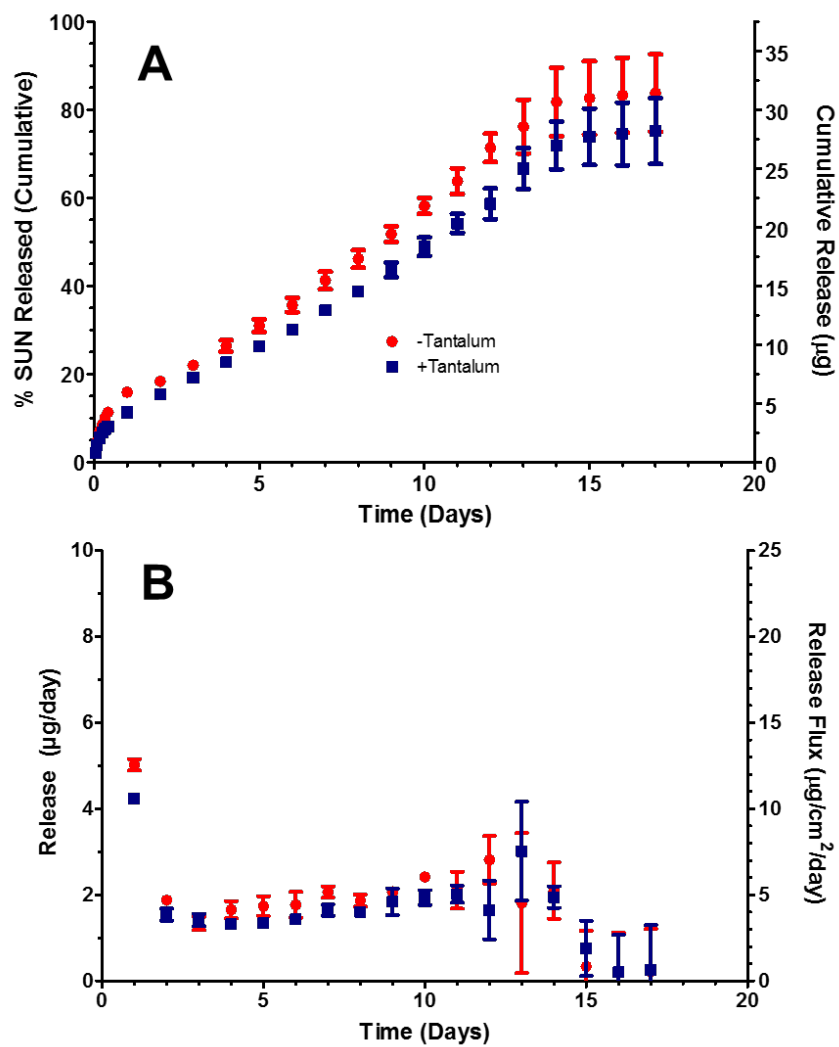 A
% SUN Released (Cumulative)
100
80
60
40
20
0
35
30
25
20
15
10
5
0
Cumulative Release (µg)
-Tantalum
+Tantalum
0 5 10 15 20
Time (Days)
B
Release (µg/day)
10
8
6
4
2
0
25
20
15
10
5
0
Release Flux (µg/cm²/day)
0 5 10 15 20
Time (Days)